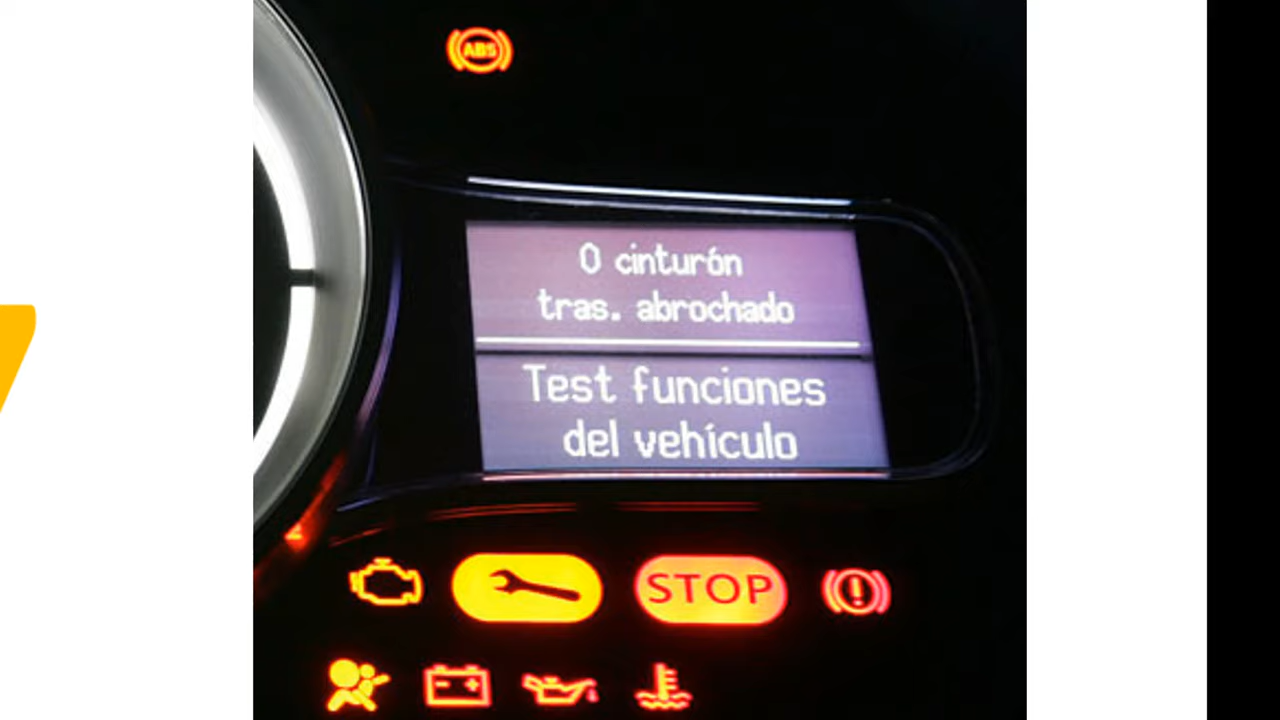 ABS
0 cinturón
tras. abrochado
Test funciones
del vehículo
STOP